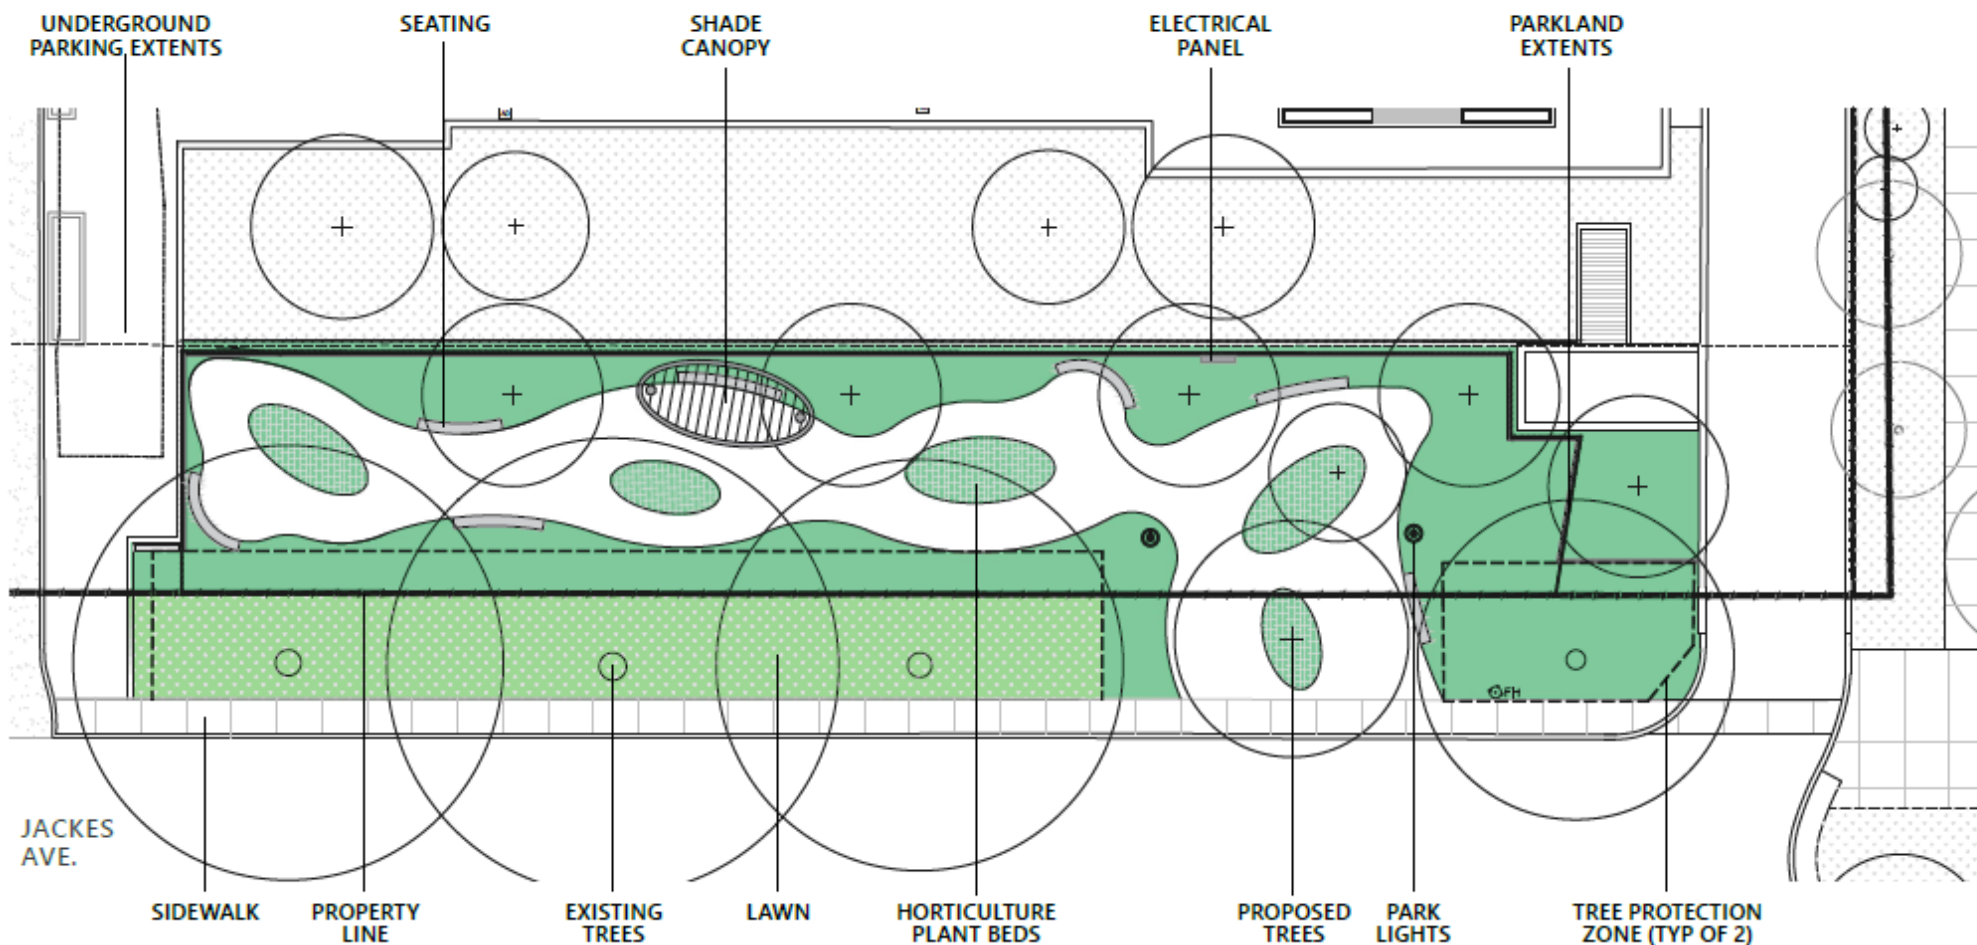 UNDERGROUND
PARKING EXTENTS
SEATING
SHADE
CANOPY
ELECTRICAL
PANEL
PARKLAND
EXTENTS
FH
JACKES
AVE.
SIDEWALK
PROPERTY
LINE
EXISTING
TREES
LAWN
HORTICULTURE
PLANT BEDS
PROPOSED
TREES
PARK
LIGHTS
TREE PROTECTION
ZONE (TYP OF 2)